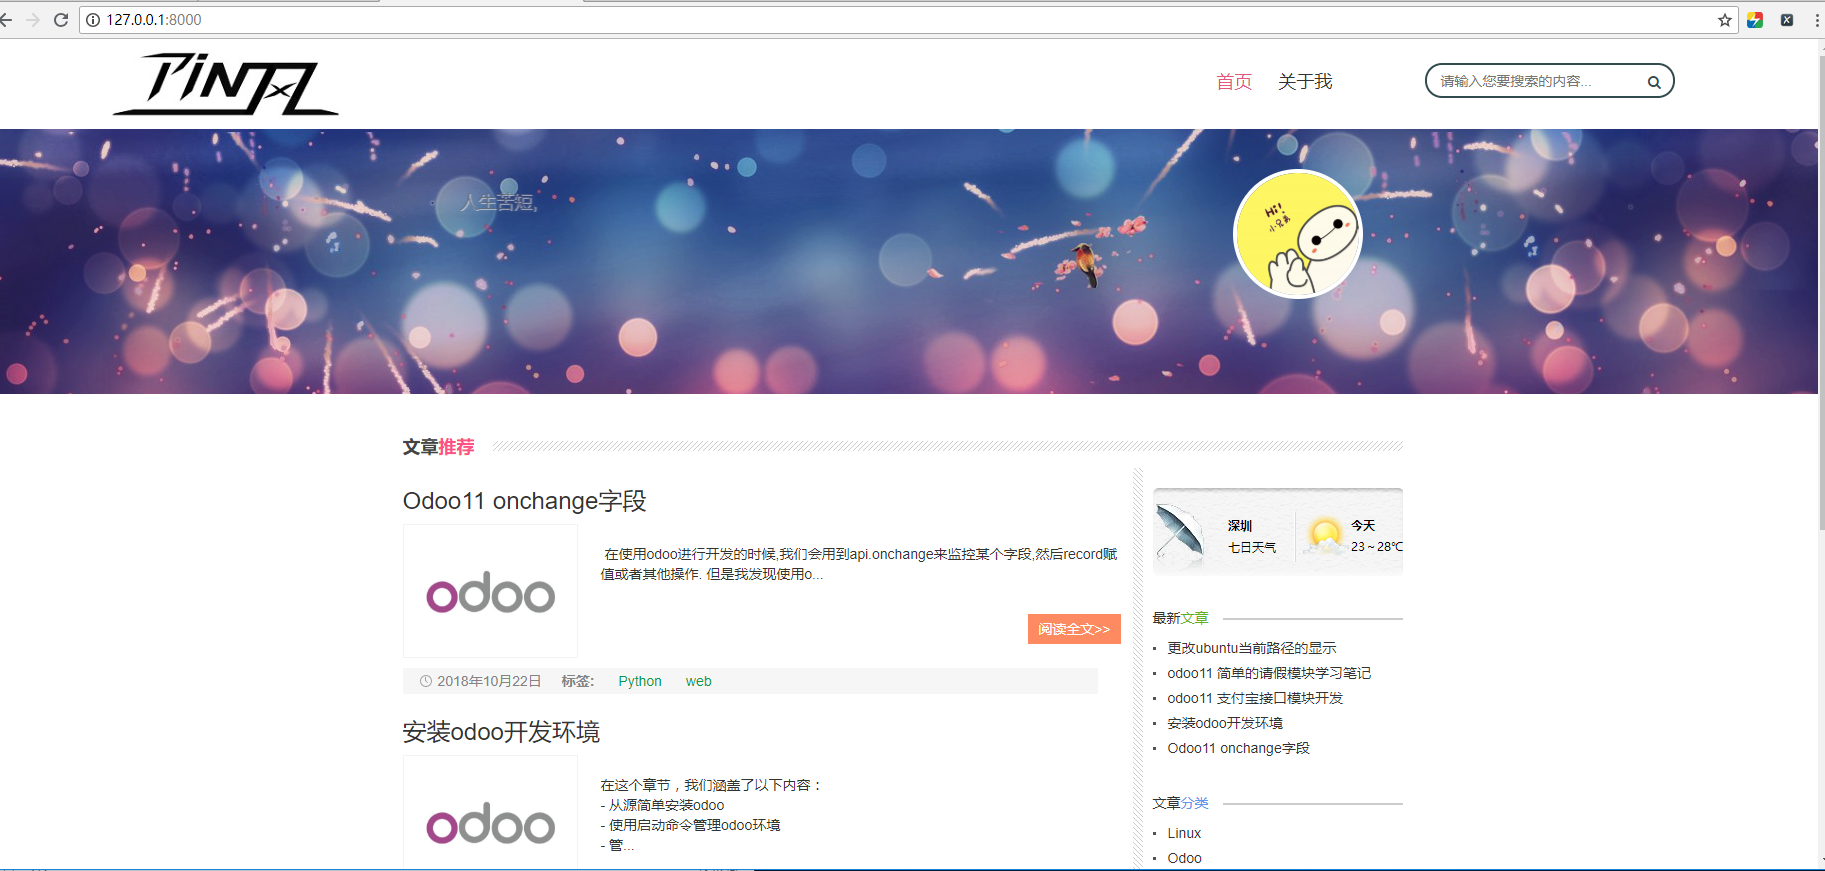 127.0.0.1:8000
首页 关于我 请输入您要搜索的内容...
人生苦短,
Hi!
文章推荐
Odoo11 onchange字段
odoo
在使用odoo进行开发的时候,我们会用到api.onchange来监控某个字段,然后record赋
值或者其他操作. 但是我发现使用o...
阅读全文>>
2018年10月22日 标签: Python web
安装odoo开发环境
odoo
在这个章节，我们涵盖了以下内容：
- 从源简单安装odoo
- 使用启动命令管理odoo环境
- 管...
深圳
七日天气
今天
23～28℃
最新文章
更改ubuntu当前路径的显示
odoo11 简单的请假模块学习笔记
odoo11 支付宝接口模块开发
安装odoo开发环境
Odoo11 onchange字段
文章分类
Linux
Odoo